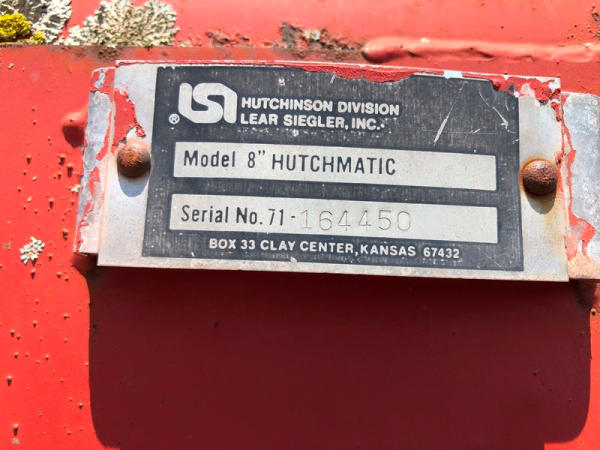 LSI
®
HUTCHINSON DIVISION
LEAR SIEGLER, INC.
Model 8" HUTCHMATIC
Serial No. 71-164450
BOX 33 CLAY CENTER, KANSAS 67432